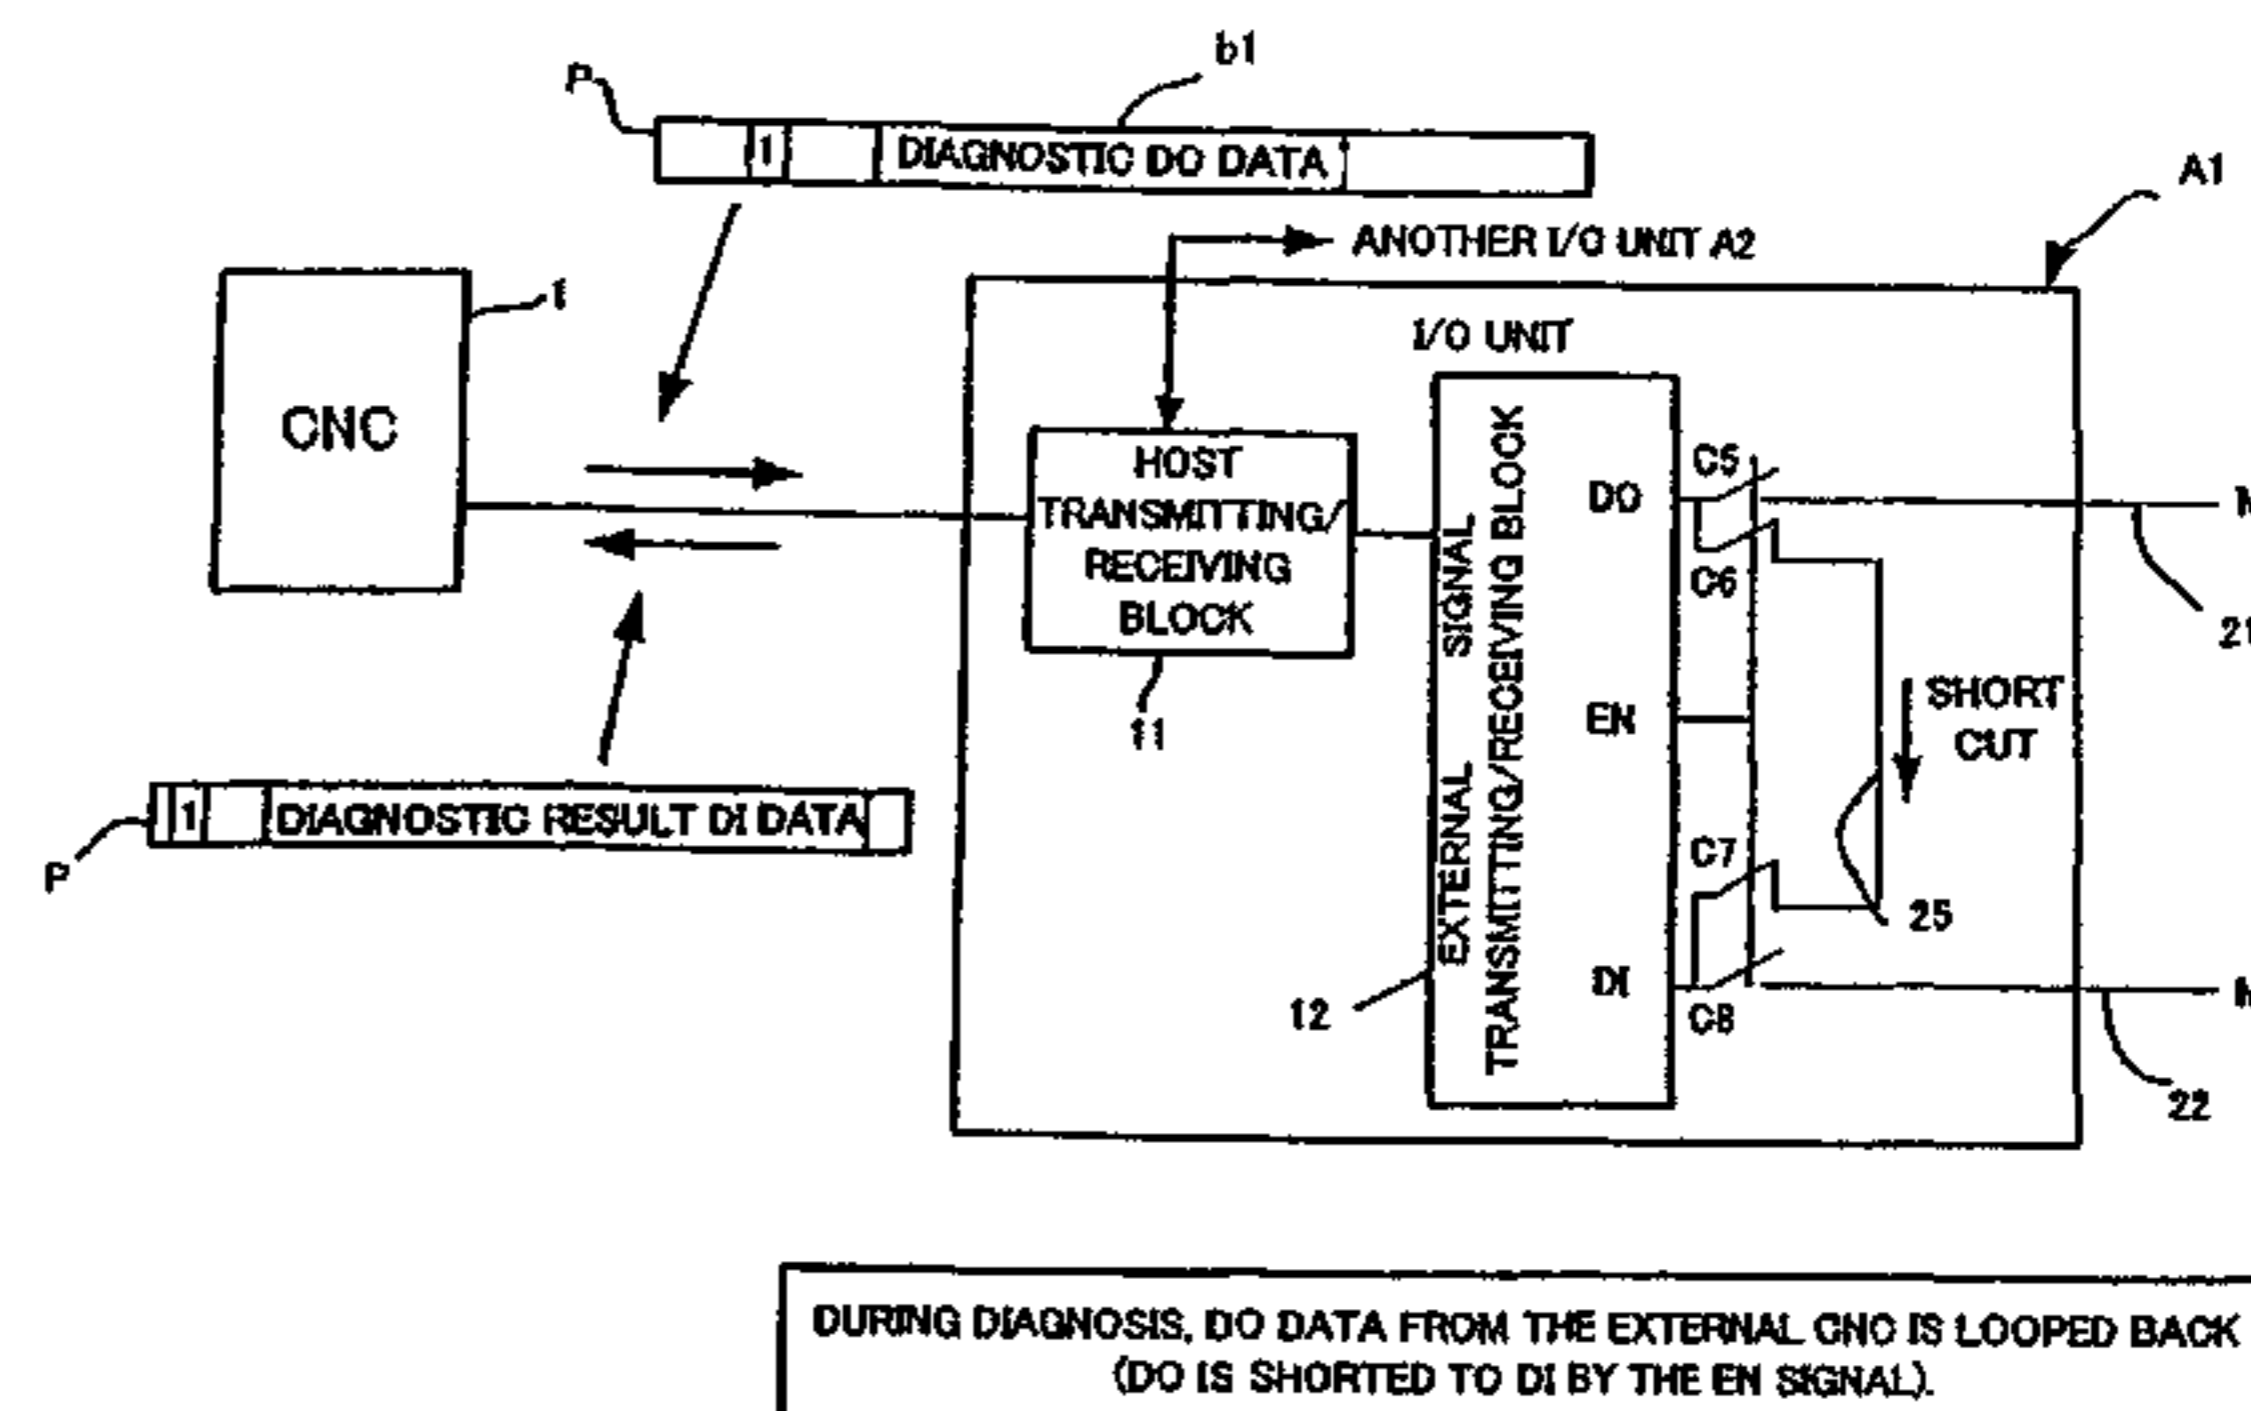 b1
P
1 DIAGNOSTIC DO DATA
A1
ANOTHER I/O UNIT A2
1
I/O UNIT
CNC
HOST
TRANSMITTING/
RECEIVING
BLOCK
11
EXTERNAL SIGNAL
TRANSMITTING/RECEIVING BLOCK
DO
EN
DI
C5
C6
C7
C8
SHORT
CUT
21
25
12
22
1 DIAGNOSTIC RESULT DI DATA
P
DURING DIAGNOSIS, DO DATA FROM THE EXTERNAL CNC IS LOOPED BACK
(DO IS SHORTED TO DI BY THE EN SIGNAL).